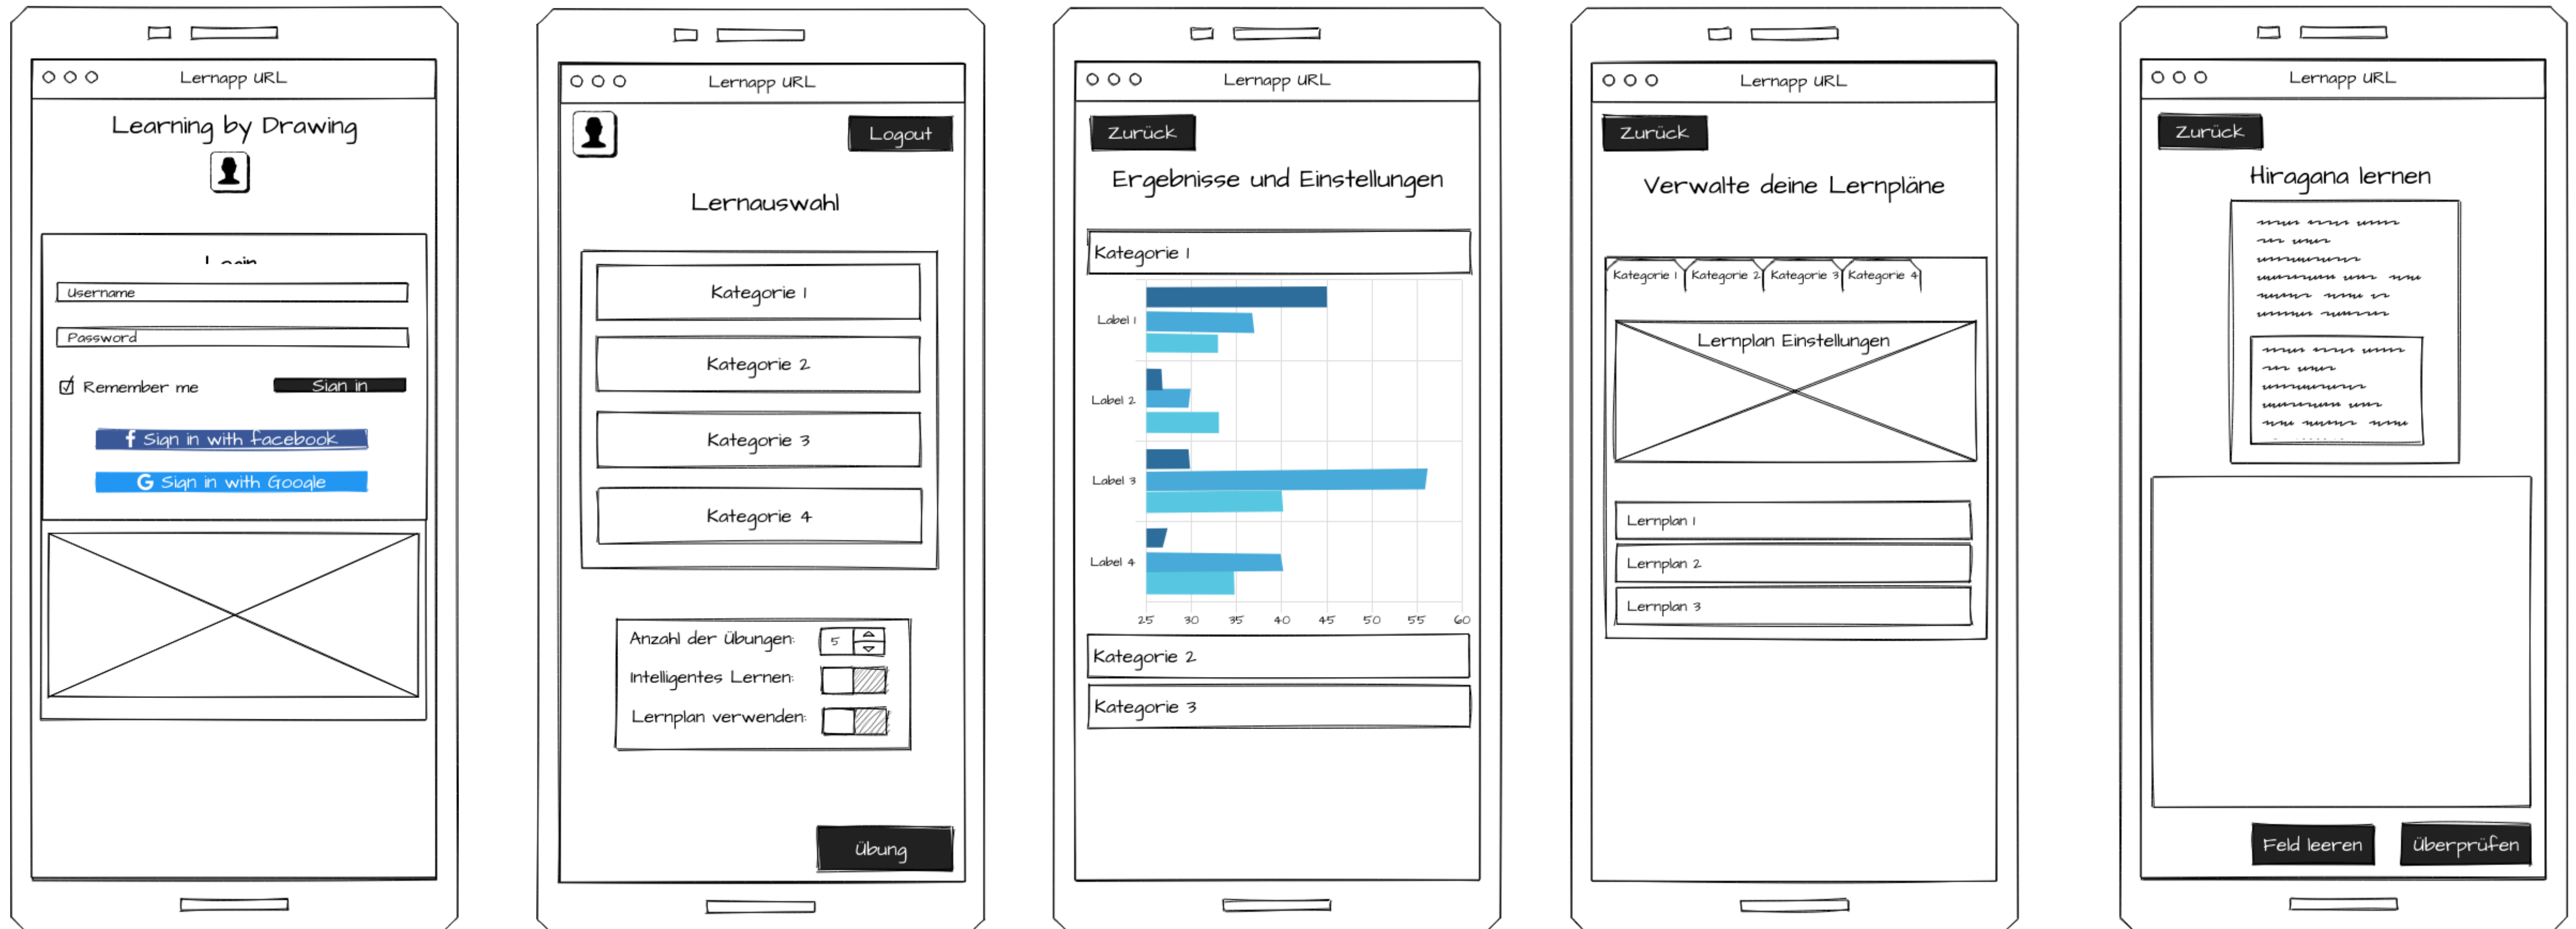 Lernapp URL
Learning by Drawing
Login
Username
Password
Remember me
Sign in
f Sign in with facebook
G Sign in with Google
Lernapp URL
Logout
Lernauswahl
Kategorie 1
Kategorie 2
Kategorie 3
Kategorie 4
Anzahl der Übungen: 5
Intelligentes Lernen:
Lernplan verwenden:
Übung
Lernapp URL
Zurück
Ergebnisse und Einstellungen
Kategorie 1
Label 1
Label 2
Label 3
Label 4
25 30 35 40 45 50 55 60
Kategorie 2
Kategorie 3
Lernapp URL
Zurück
Verwalte deine Lernpläne
Kategorie 1 Kategorie 2 Kategorie 3 Kategorie 4
Lernplan Einstellungen
Lernplan 1
Lernplan 2
Lernplan 3
Lernapp URL
Zurück
Hiragana lernen
Feld leeren
Überprüfen